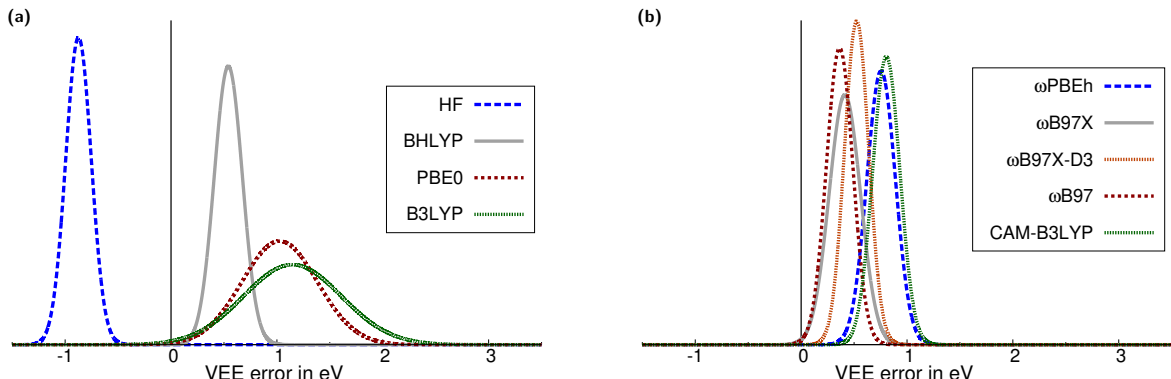 (a)
HF
BHLYP
PBE0
B3LYP
-1
0
1
2
3
VEE error in eV
(b)
ωPBEh
ωB97X
ωB97X-D3
ωB97
CAM-B3LYP
-1
0
1
2
3
VEE error in eV